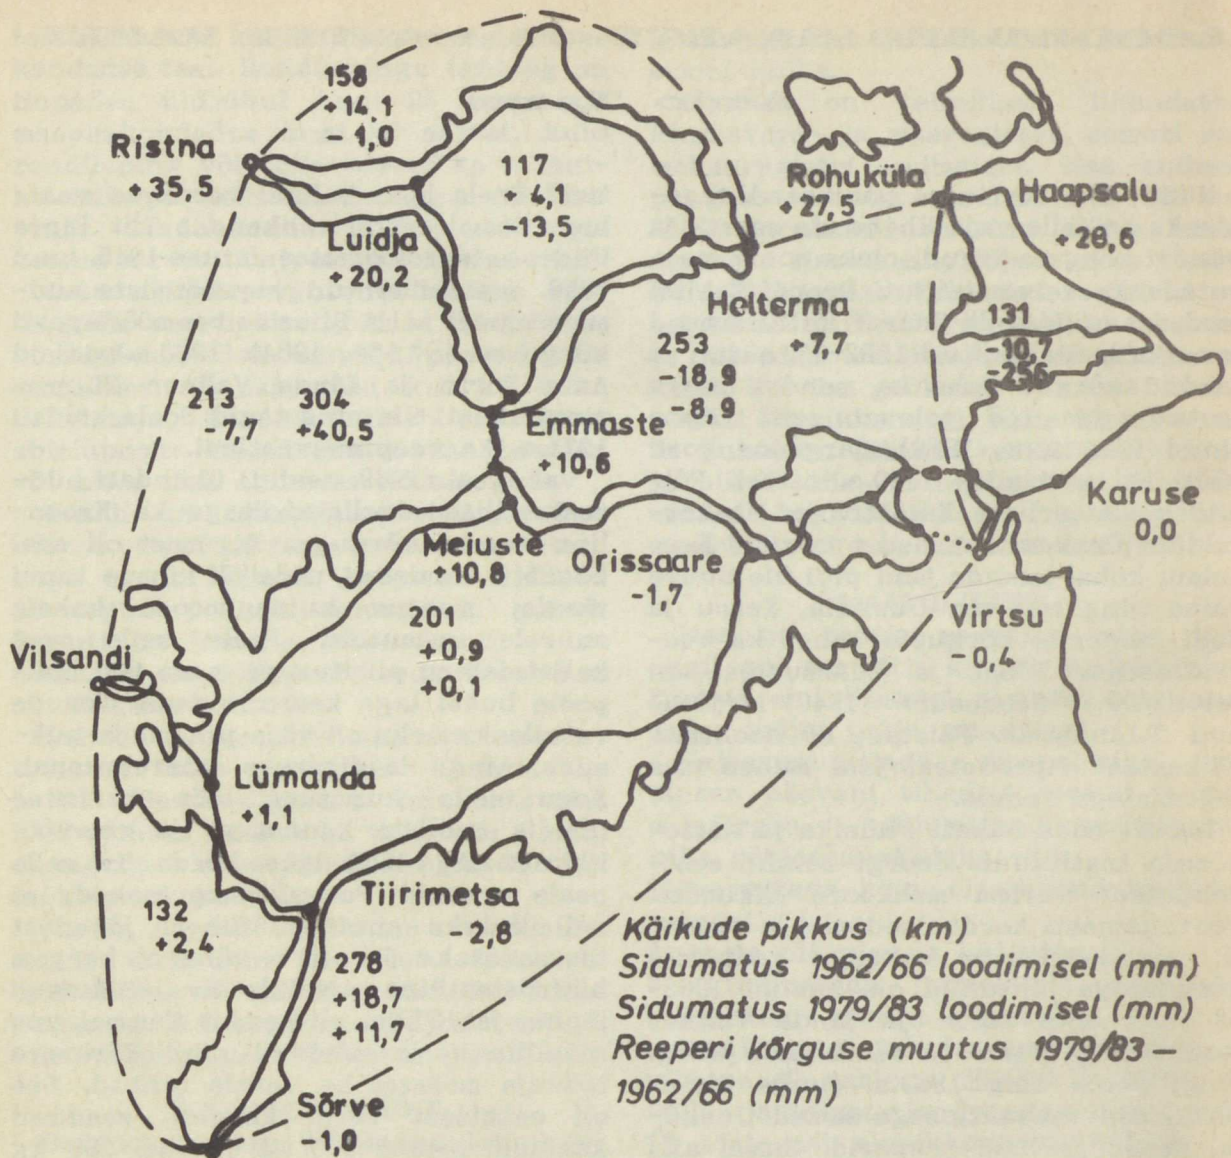 158
+14,1
1,0
Ristna
+35,5
117
+4,1
-13,5
Luidja
+20,2
Rohuküla
+27,5
Haapsalu
+28,6
Helterma
+7,7
131
10,7
-25,6
253
-18,9
-8,9
213
-7,7
304
-40,5
Emmaste
+10,6
Karuse
0,0
Meiuste
+10,8
Orissaare
-1,7
Virtsu
-0,4
201
+0,9
+0,1
Vilsandi
Lümanda
+1,1
132
+2,4
Tiirimetsa
-2,8
278
+18,7
+11,7
Sõrve
-1,0
Käikude pikkus (km)
Sidumatus 1962/66 loodimisel (mm)
Sidumatus 1979/83 loodimisel (mm)
Reeperi kõrguse muutus 1979/83 –
1962/66 (mm)